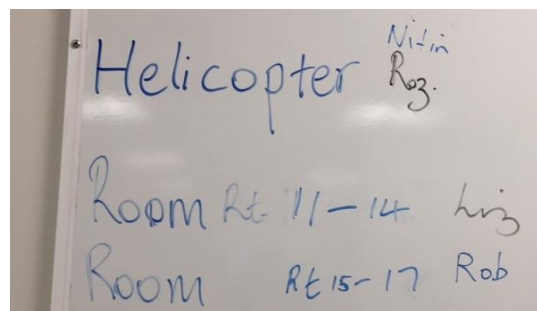 Nitin
Helicopter Roz.
Room Rt 11-14 Liz
Room Rt 15-17 Rob